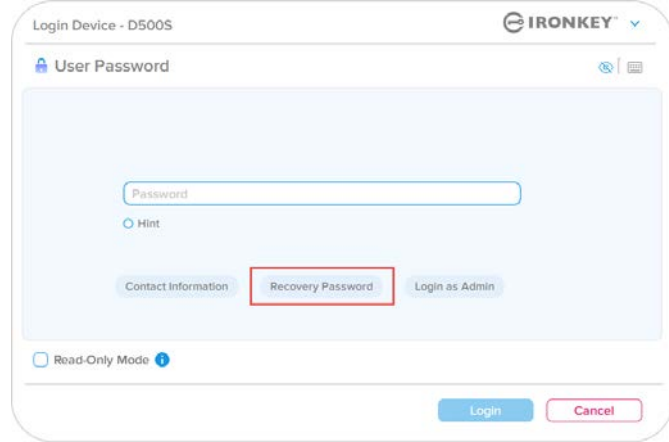 Login Device - D500S
IRONKEY
User Password
Password
Hint
Contact Information Recovery Password Login as Admin
Read-Only Mode
Login Cancel